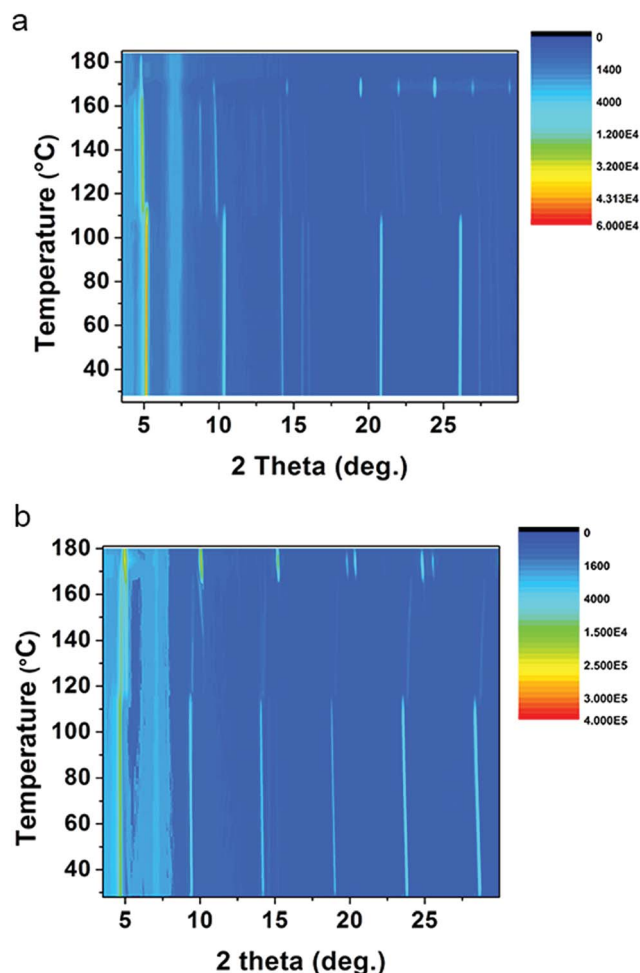 a
180
160
140
120
100
80
60
40
Temperature (°C)
5 10 15 20 25
2 Theta (deg.)
0
1400
4000
1.200E4
3.200E4
4.313E4
6.000E4
b
180
160
140
120
100
80
60
40
Temperature (°C)
5 10 15 20 25
2 theta (deg.)
0
1600
4000
1.500E4
2.500E5
3.000E5
4.000E5